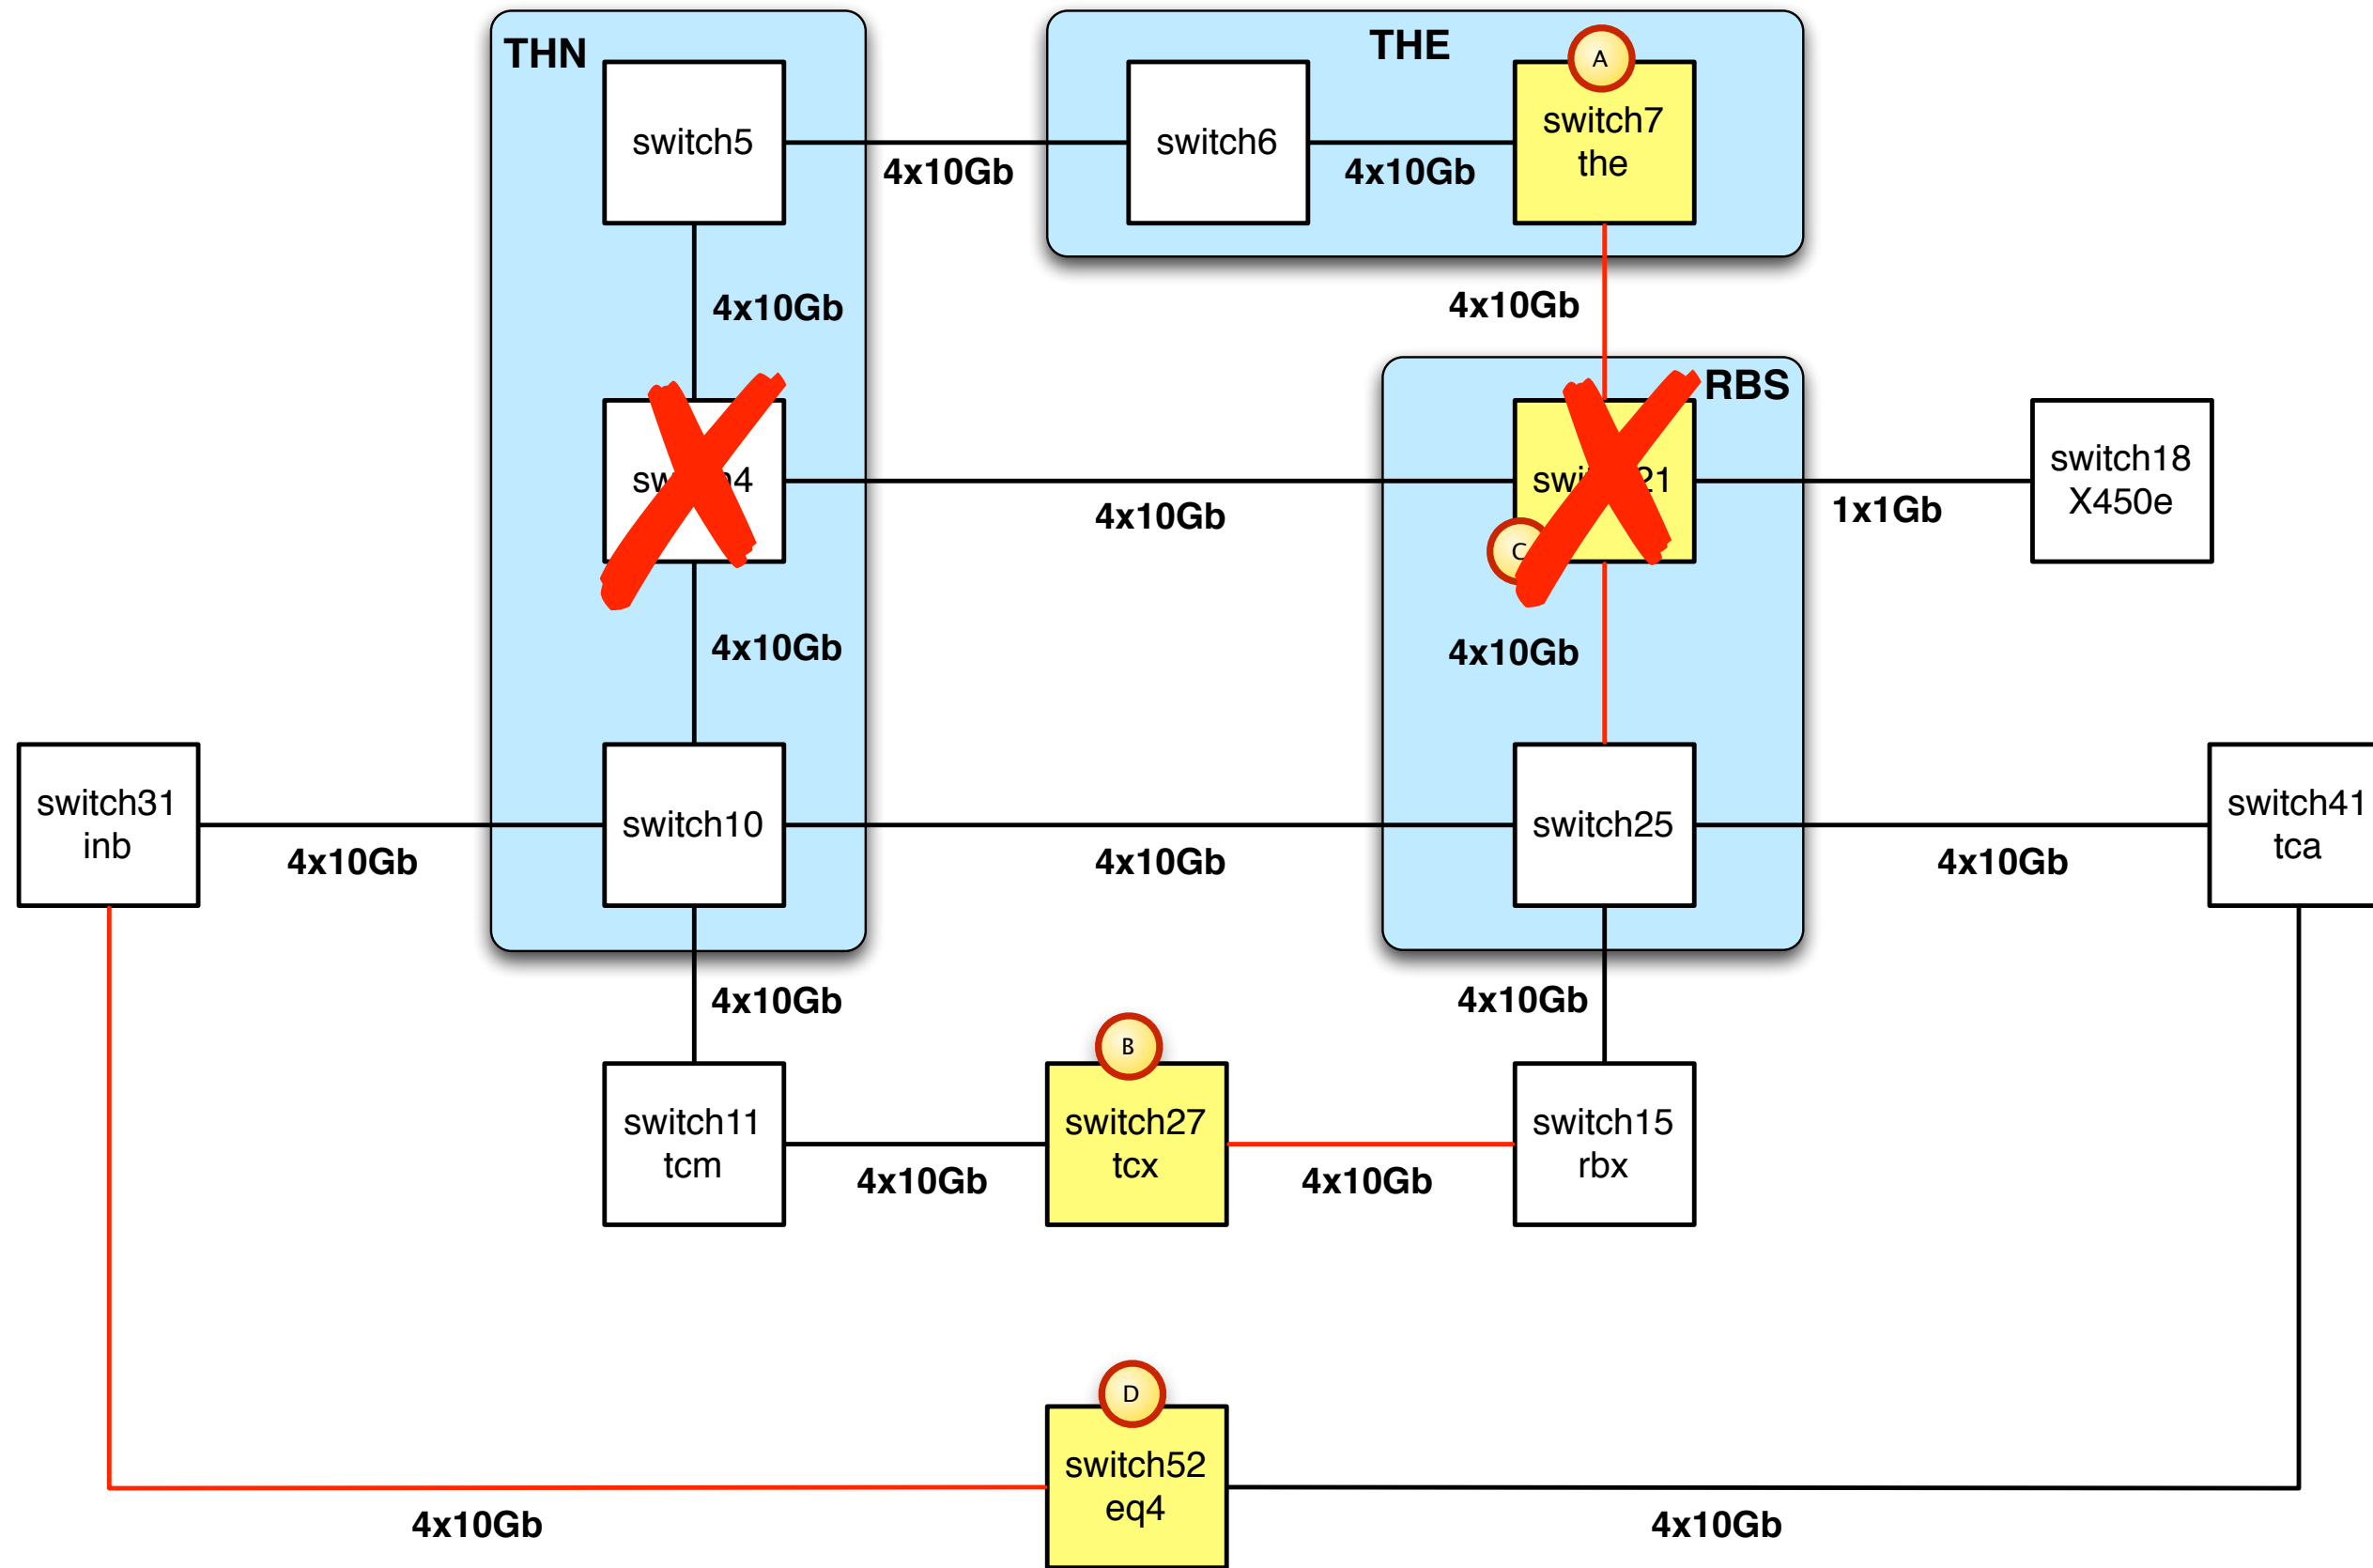 THN
THE
A
switch5
switch6
switch7
the
4x10Gb
4x10Gb
4x10Gb
4x10Gb
RBS
switch18
X450e
4x10Gb
1x1Gb
C
4x10Gb
4x10Gb
switch31
inb
switch10
switch25
switch41
tca
4x10Gb
4x10Gb
4x10Gb
4x10Gb
4x10Gb
B
switch11
tcm
switch27
tcx
switch15
rbx
4x10Gb
4x10Gb
D
switch52
eq4
4x10Gb
4x10Gb